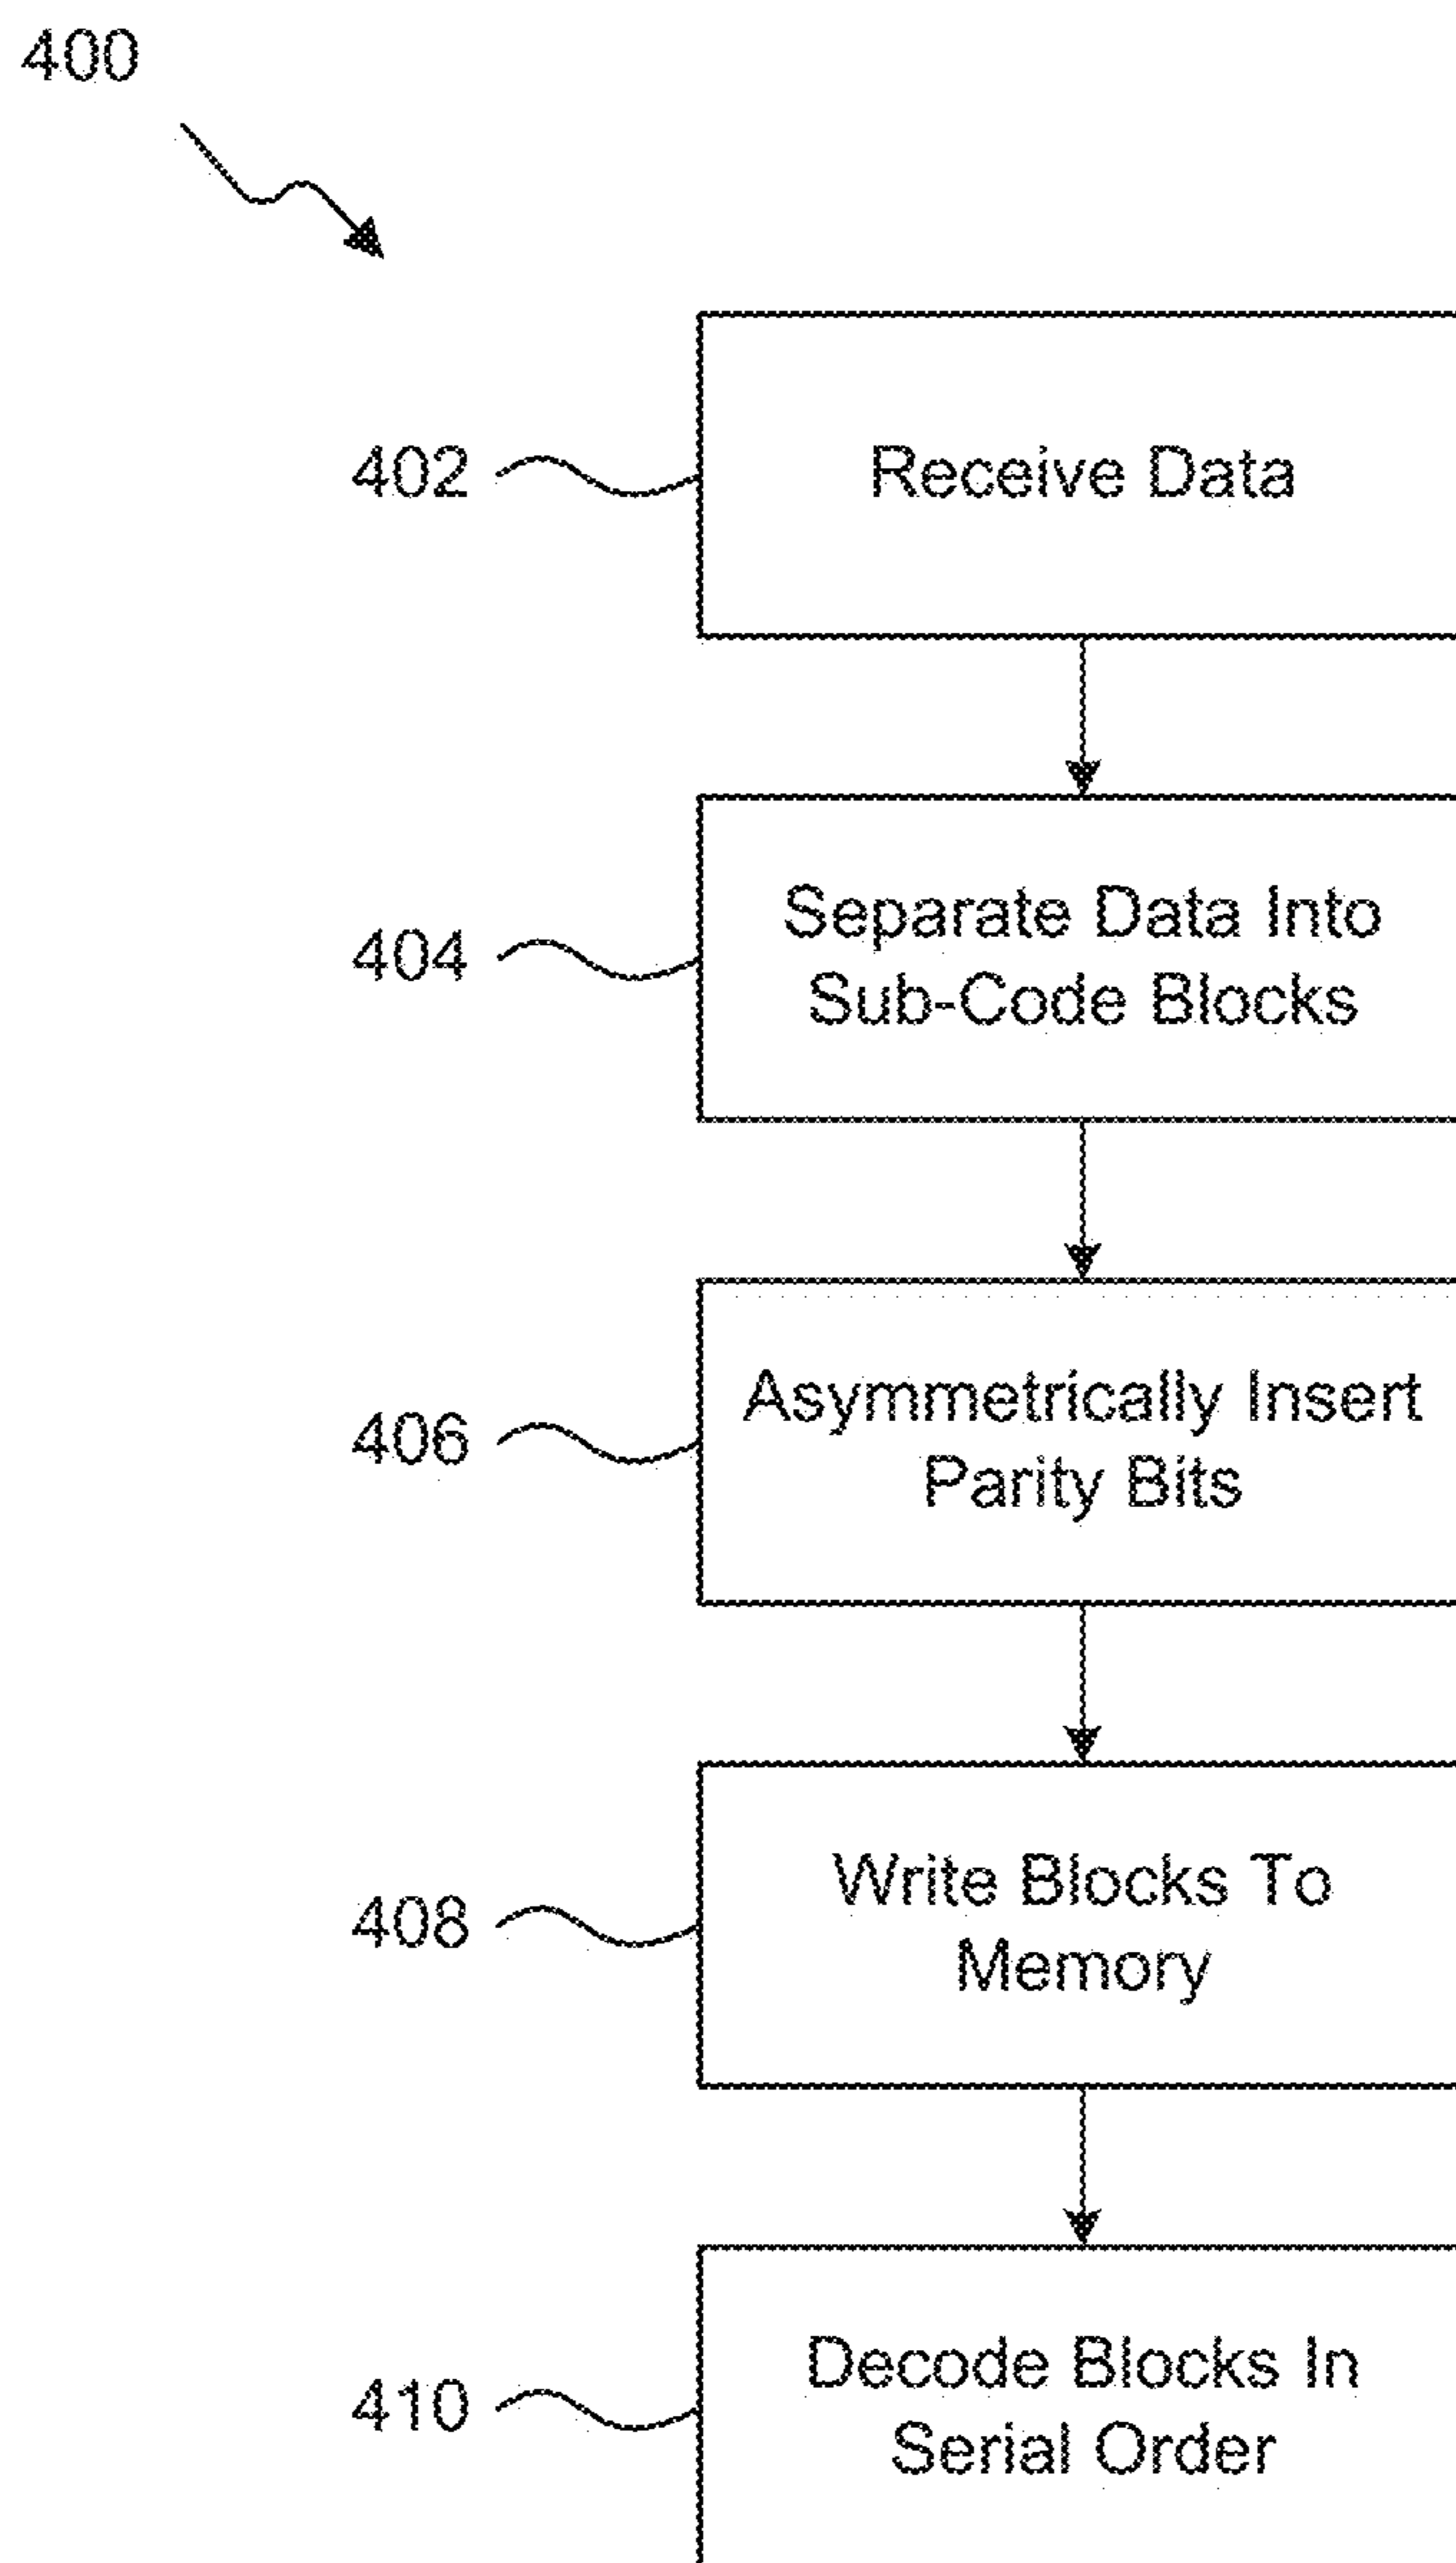 400
402
Receive Data
404
Separate Data Into
Sub-Code Blocks
406
Asymmetrically Insert
Parity Bits
408
Write Blocks To
Memory
410
Decode Blocks In
Serial Order